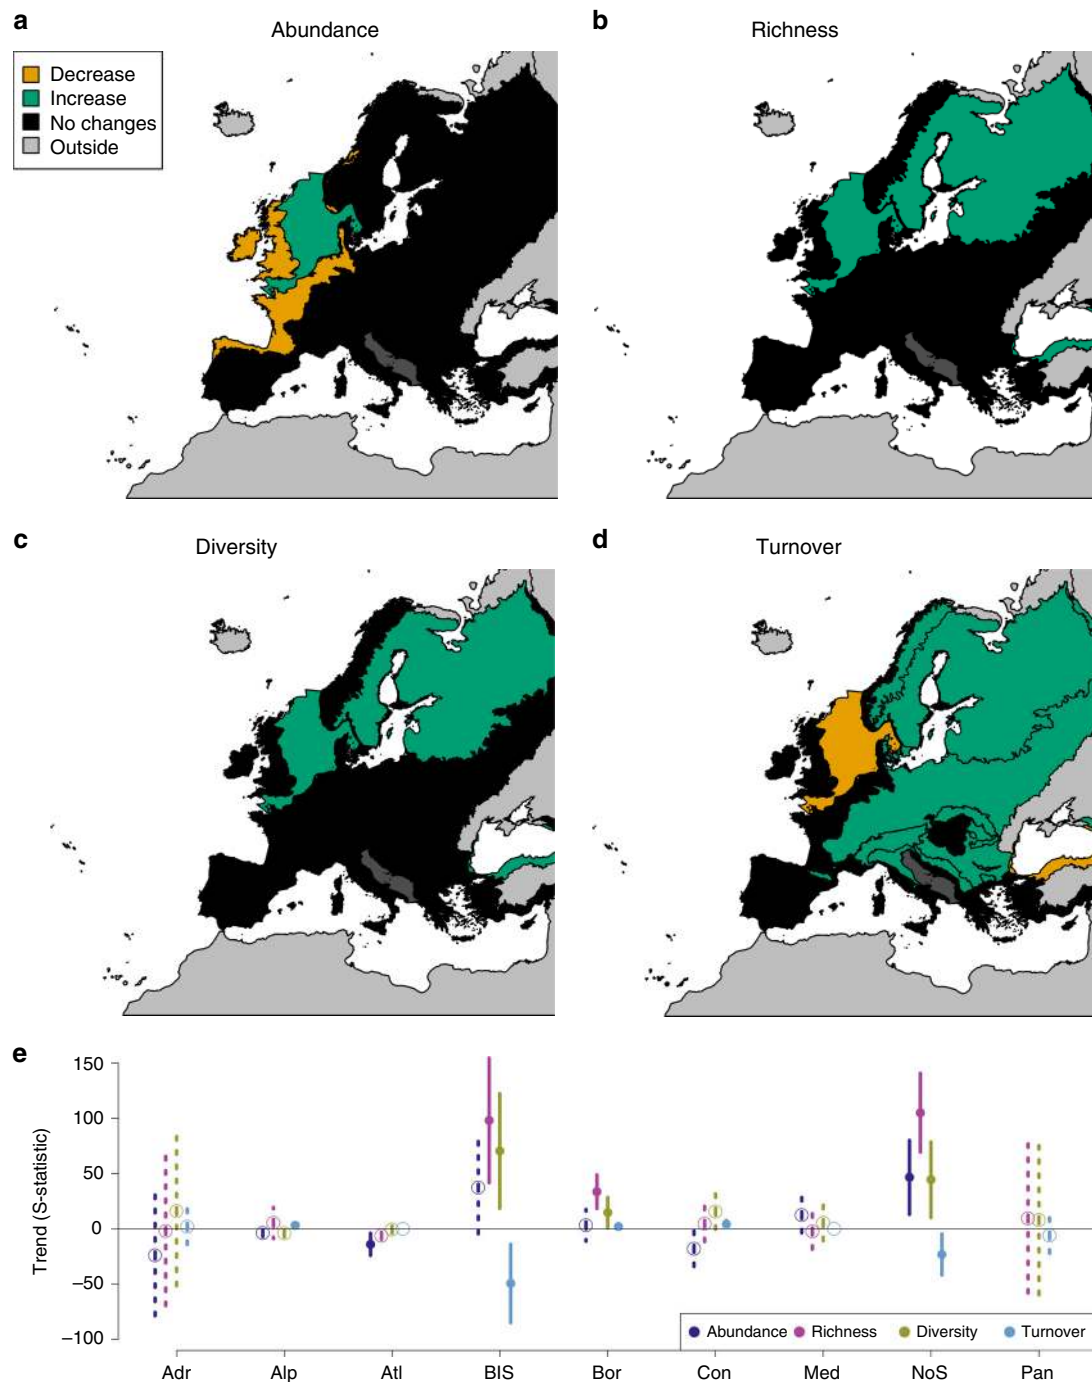 a
Abundance
Decrease
Increase
No changes
Outside
b
Richness
c
Diversity
d
Turnover
e
Trend (S-statistic)
150
100
50
0
−50
−100
Abundance
Richness
Diversity
Turnover
Adr
Alp
Atl
BIS
Bor
Con
Med
NoS
Pan